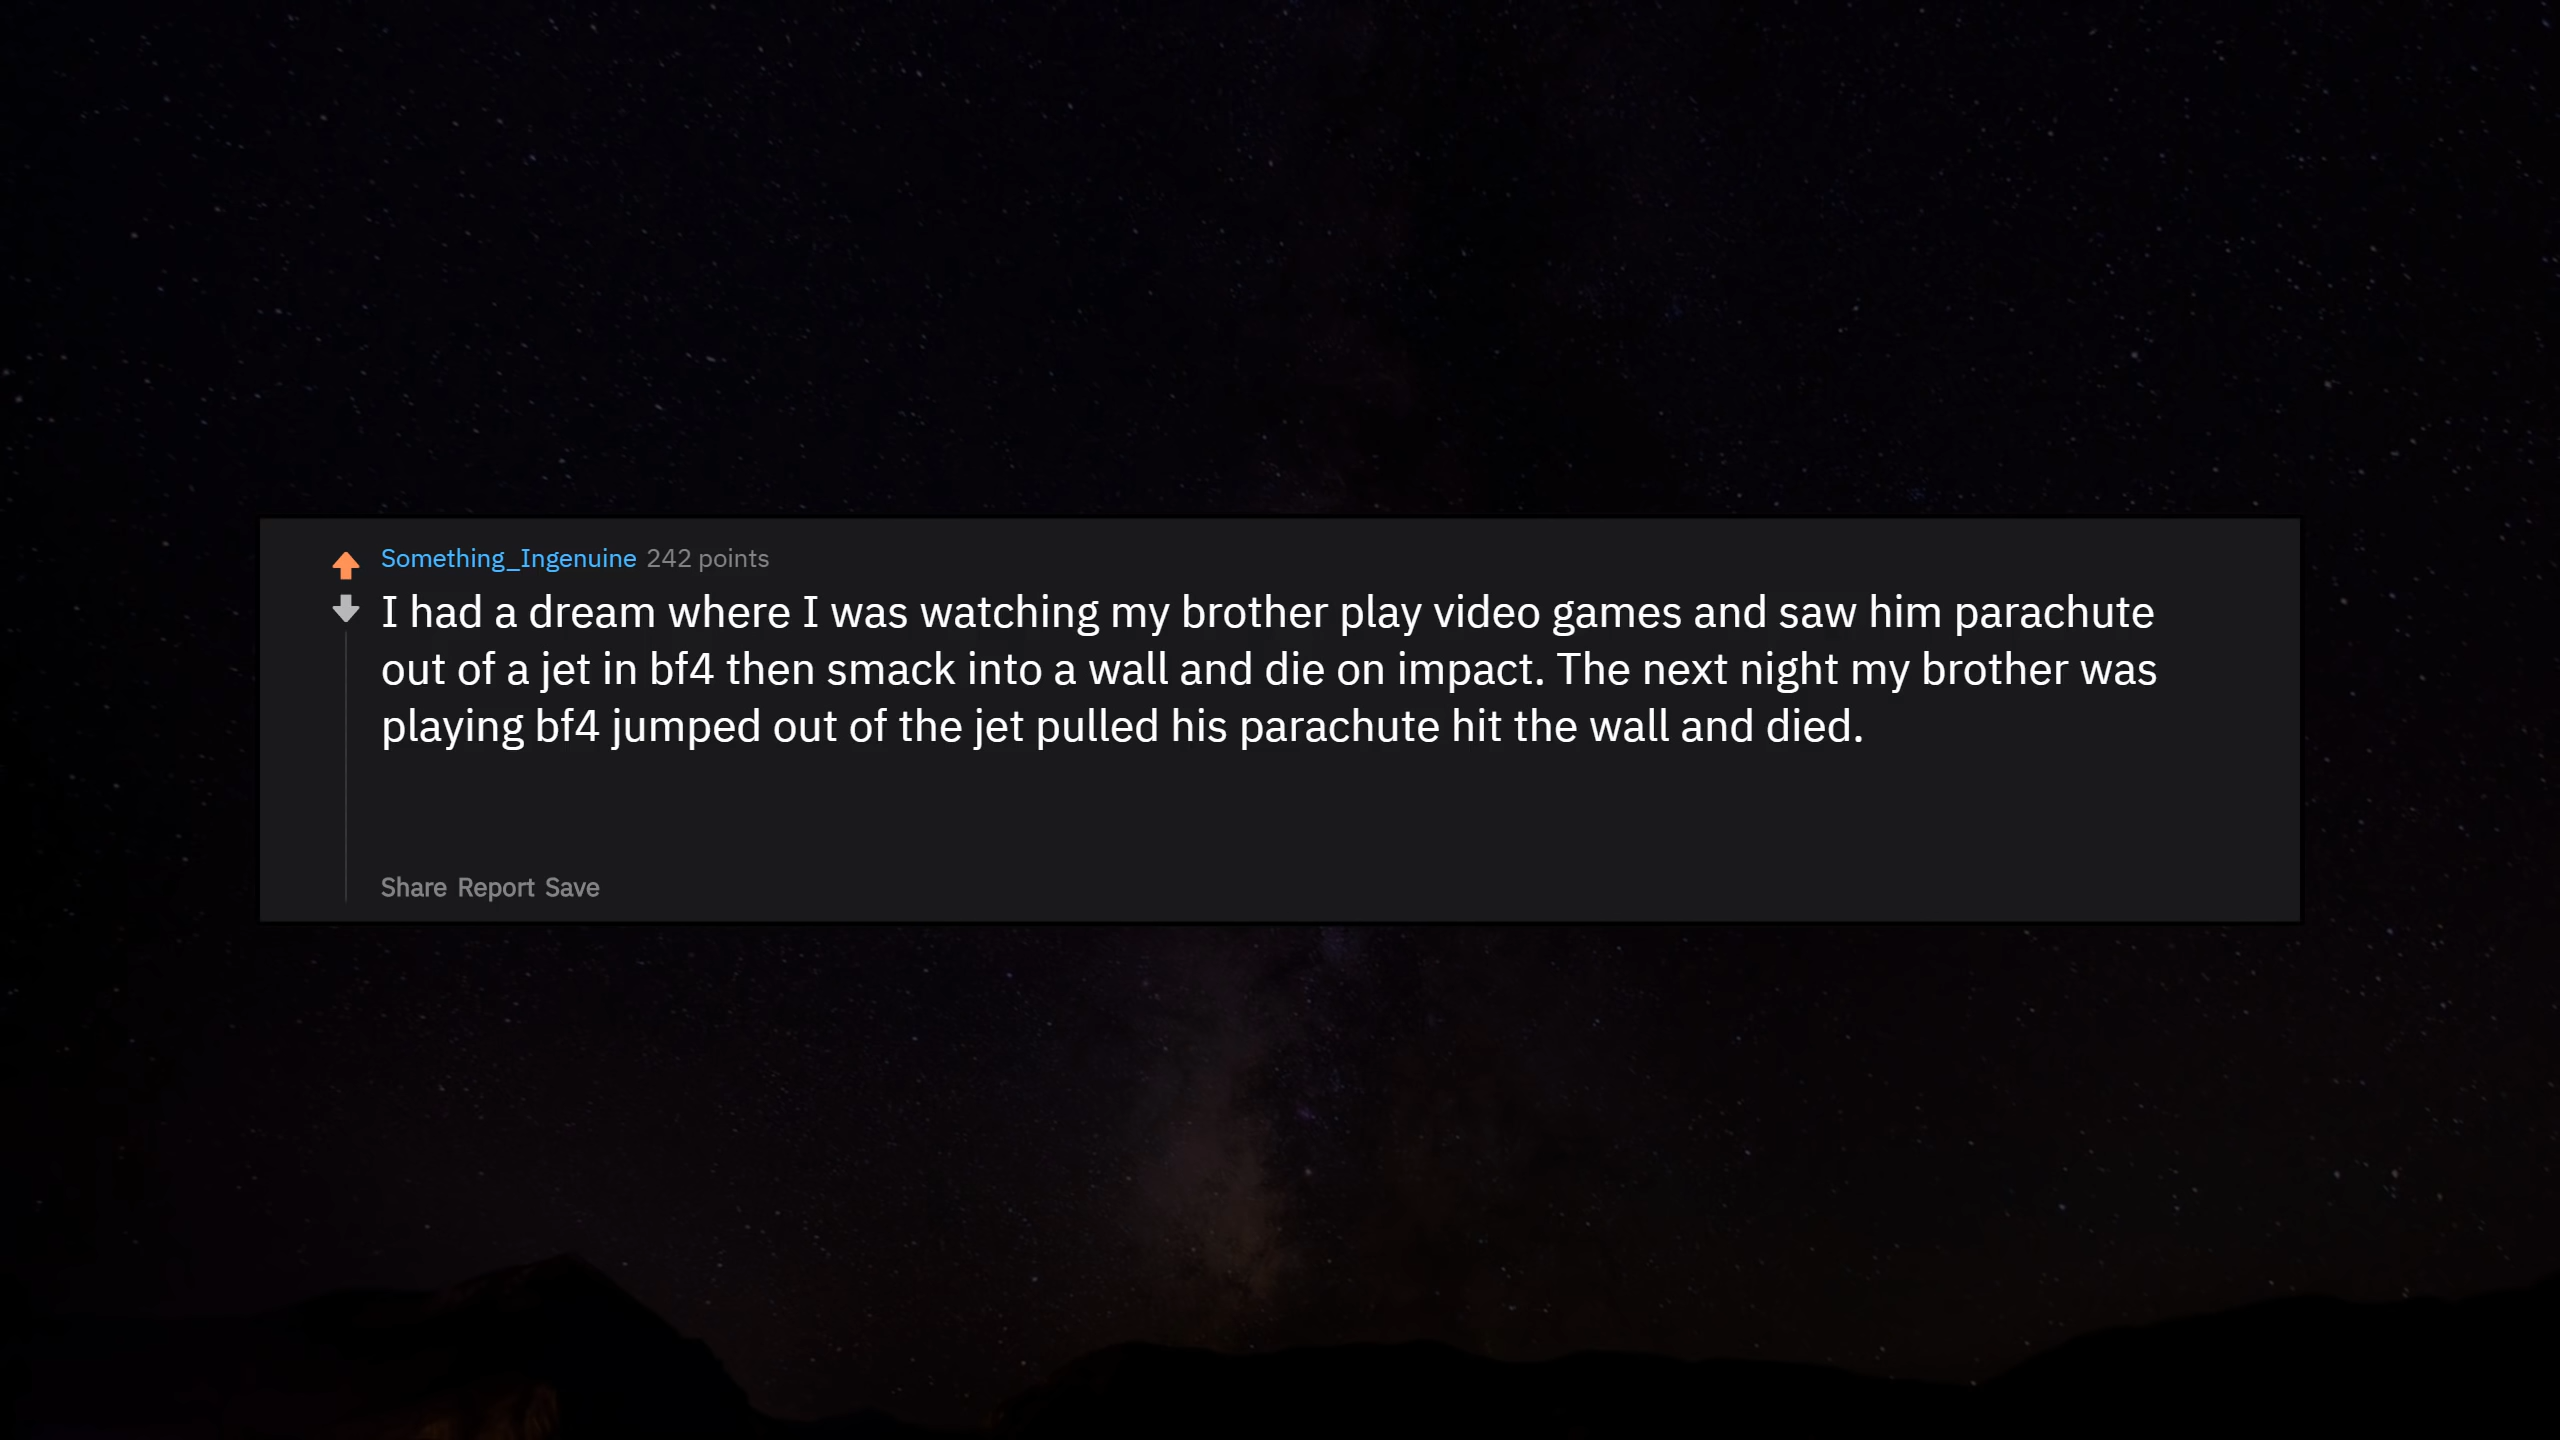 Something_Ingenuine 242 points
I had a dream where I was watching my brother play video games and saw him parachute
out of a jet in bf4 then smack into a wall and die on impact. The next night my brother was
playing bf4 jumped out of the jet pulled his parachute hit the wall and died.
Share Report Save